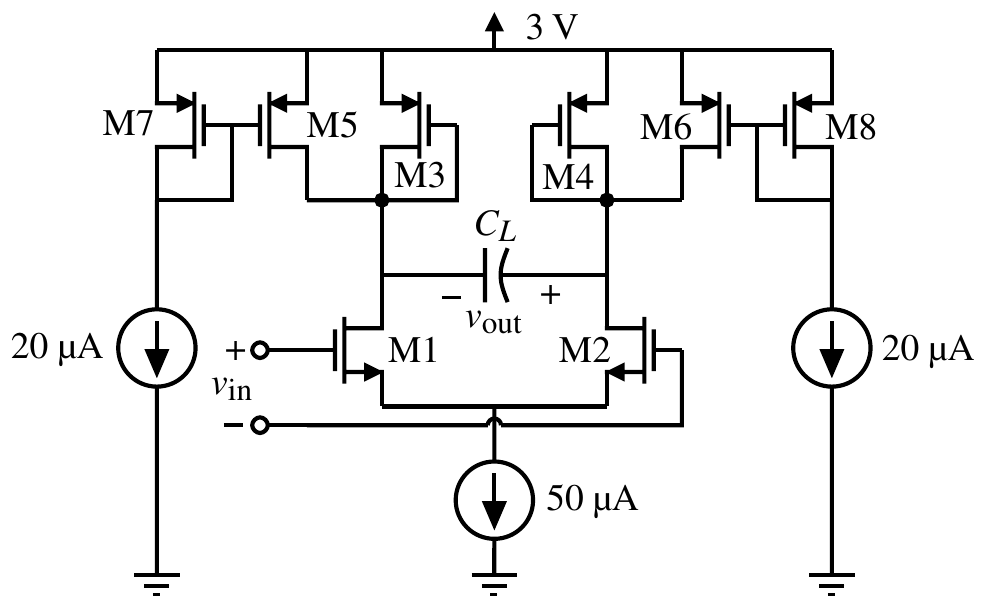 3 V
M7
M5
M3
M4
M6
M8
C_L
− +
v_out
20 μA
+
v_in
−
M1
M2
20 μA
50 μA